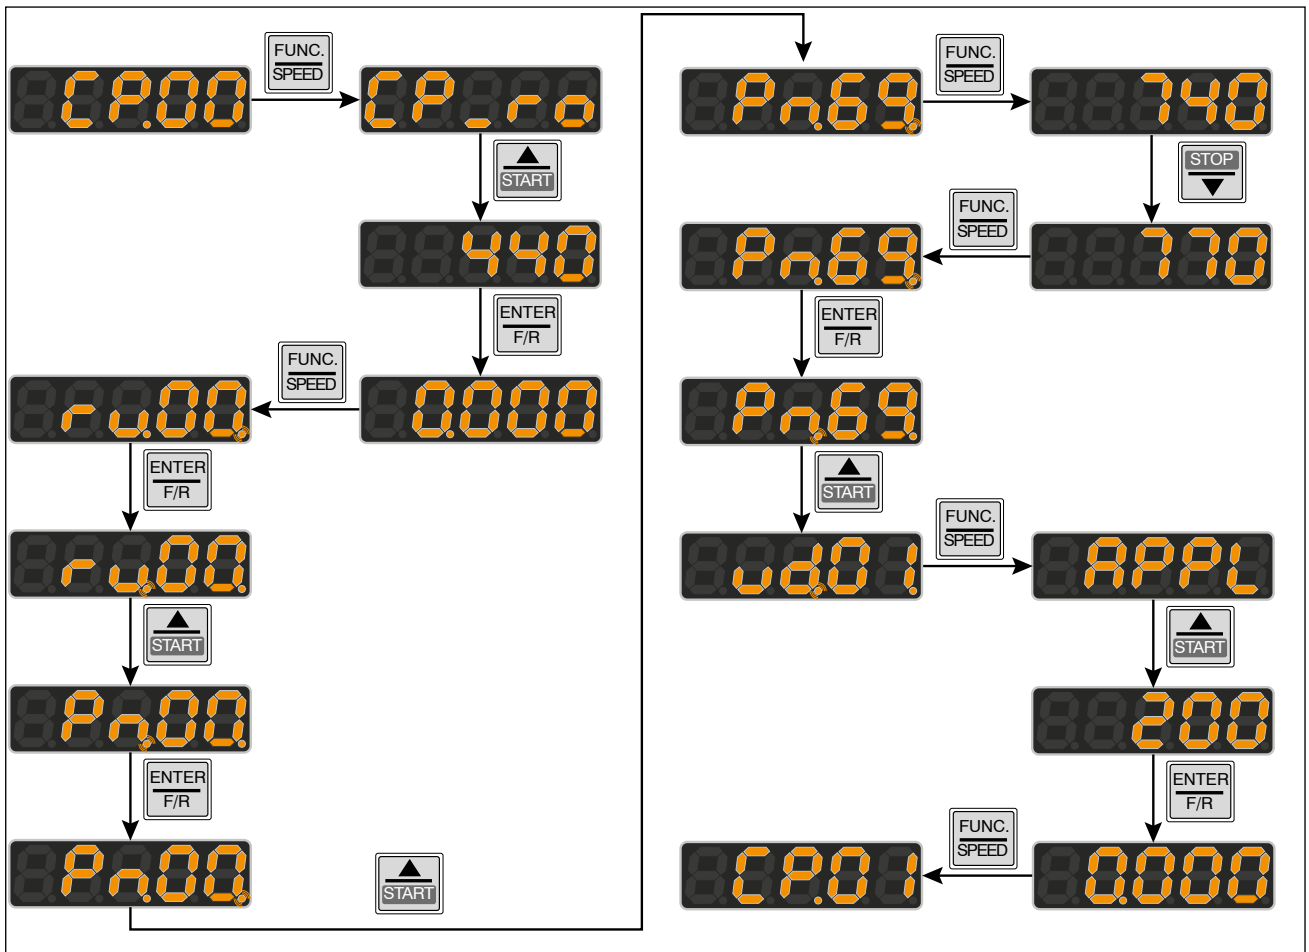 FUNC.
SPEED
CP.00
CP_ro
START
440
ENTER
F/R
FUNC.
SPEED
ru.00.
0.000
ENTER
F/R
ru.00.
START
Pn.00.
ENTER
F/R
Pn.00.
START
FUNC.
SPEED
Pn.69.
740
STOP
FUNC.
SPEED
Pn.69.
770
ENTER
F/R
Pn.69.
START
FUNC.
SPEED
ud.01.
APPL
START
200
ENTER
F/R
FUNC.
SPEED
CP.01
0.000